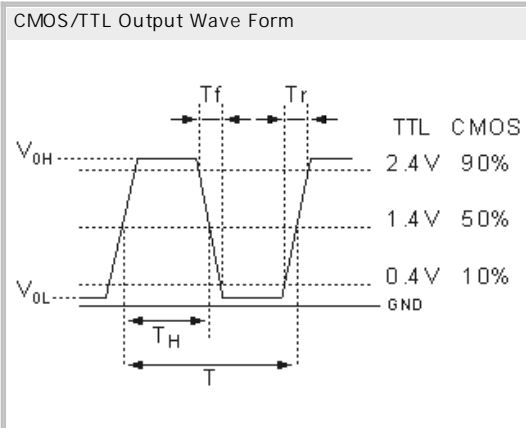 CMOS/TTL Output Wave Form
Tf Tr
TTL CMOS
V0H
2.4V 90%
1.4V 50%
0.4V 10%
V0L
GND
TH
T